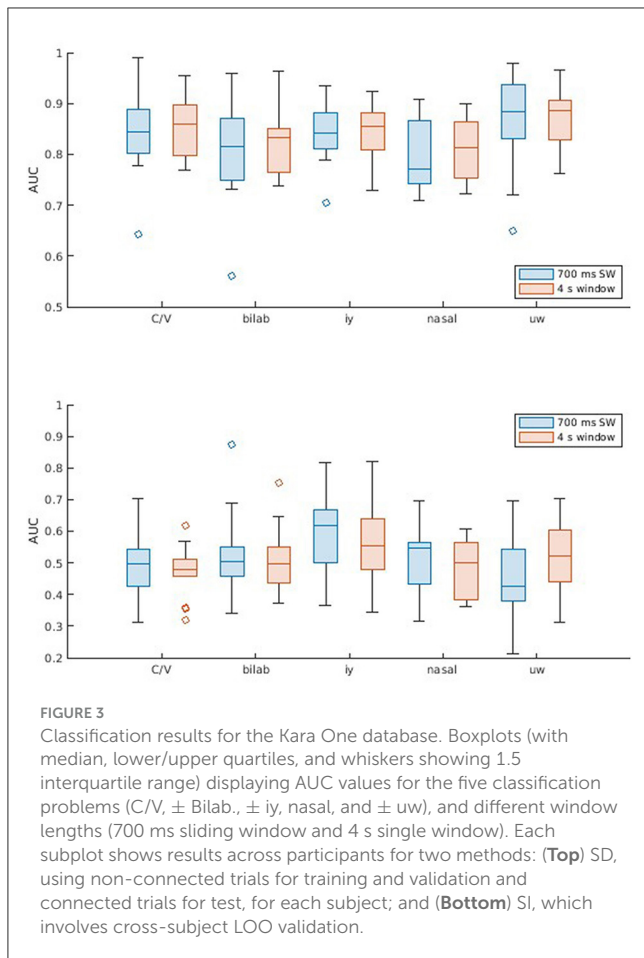 1
0.9
0.8
AUC
0.7
0.6
0.5
700 ms SW
4 s window
C/V bilab iy nasal uw
1
0.9
700 ms SW
4 s window
0.8
0.7
AUC
0.6
0.5
0.4
0.3
0.2
C/V bilab iy nasal uw
FIGURE 3
Classification results for the Kara One database. Boxplots (with
median, lower/upper quartiles, and whiskers showing 1.5
interquartile range) displaying AUC values for the five classification
problems (C/V, ± Bilab., ± iy, nasal, and ± uw), and different window
lengths (700 ms sliding window and 4 s single window). Each
subplot shows results across participants for two methods: (Top) SD,
using non-connected trials for training and validation and
connected trials for test, for each subject; and (Bottom) SI, which
involves cross-subject LOO validation.